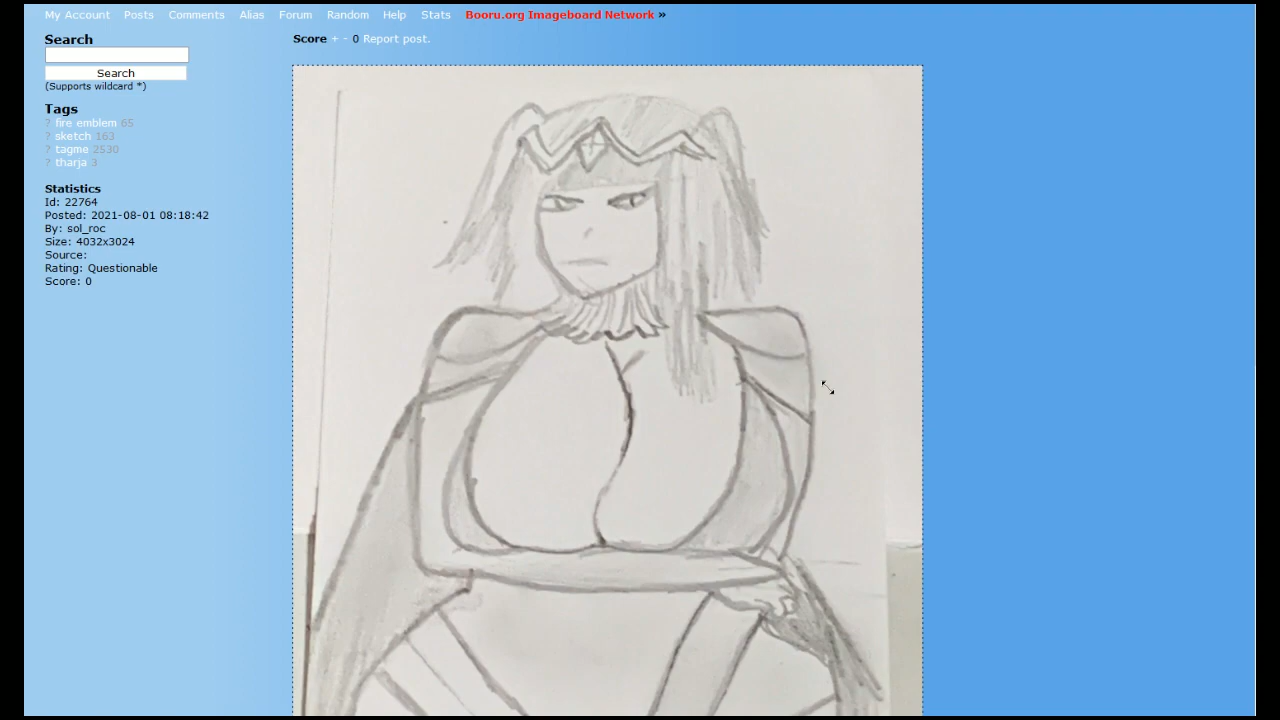 My Account Posts Comments Alias Forum Random Help Stats Booru.org Imageboard Network »
Search
Search
(Supports wildcard *)
Tags
? fire emblem 65
? sketch 163
? tagme 2530
? tharja 3
Statistics
Id: 22764
Posted: 2021-08-01 08:18:42
By: sol_roc
Size: 4032x3024
Source:
Rating: Questionable
Score: 0
Score + - 0 Report post.